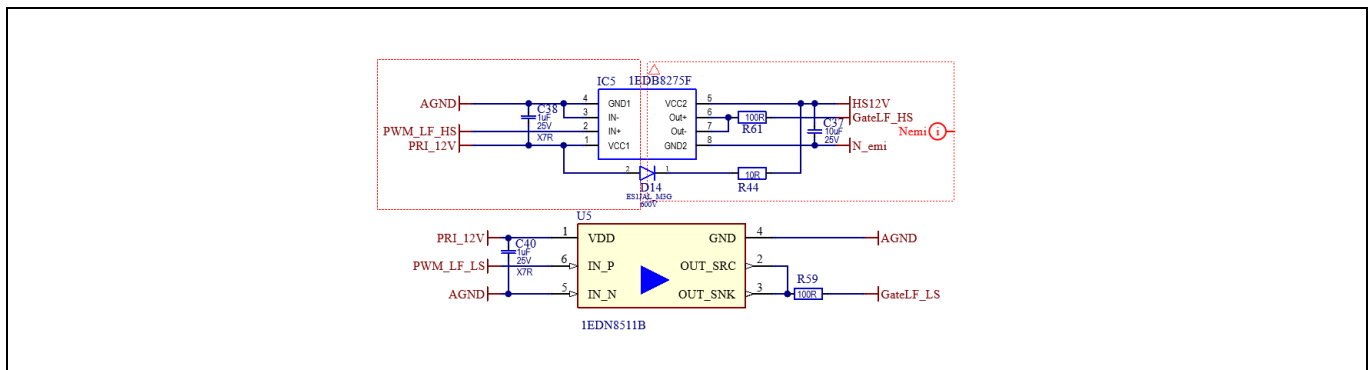 IC5 1EDB8275F
AGND 4 GND1 VCC2 5 HS12V
C38
1uF
25V
X7R
3 IN- Out+ 6 100R GateLF_HS
R61
C37
10uF
25V
PWM_LF_HS 2 IN+ Out- 7 Nemi i
PRI_12V 1 VCC1 GND2 8 N_emi
2 1 10R
D14 R44
ES1JAL_M3G
600V
U5
PRI_12V 1 VDD GND 4 AGND
C40
1uF
25V
X7R
PWM_LF_LS 6 IN_P OUT_SRC 2
R59
AGND 5 IN_N OUT_SNK 3 100R GateLF_LS
1EDN8511B